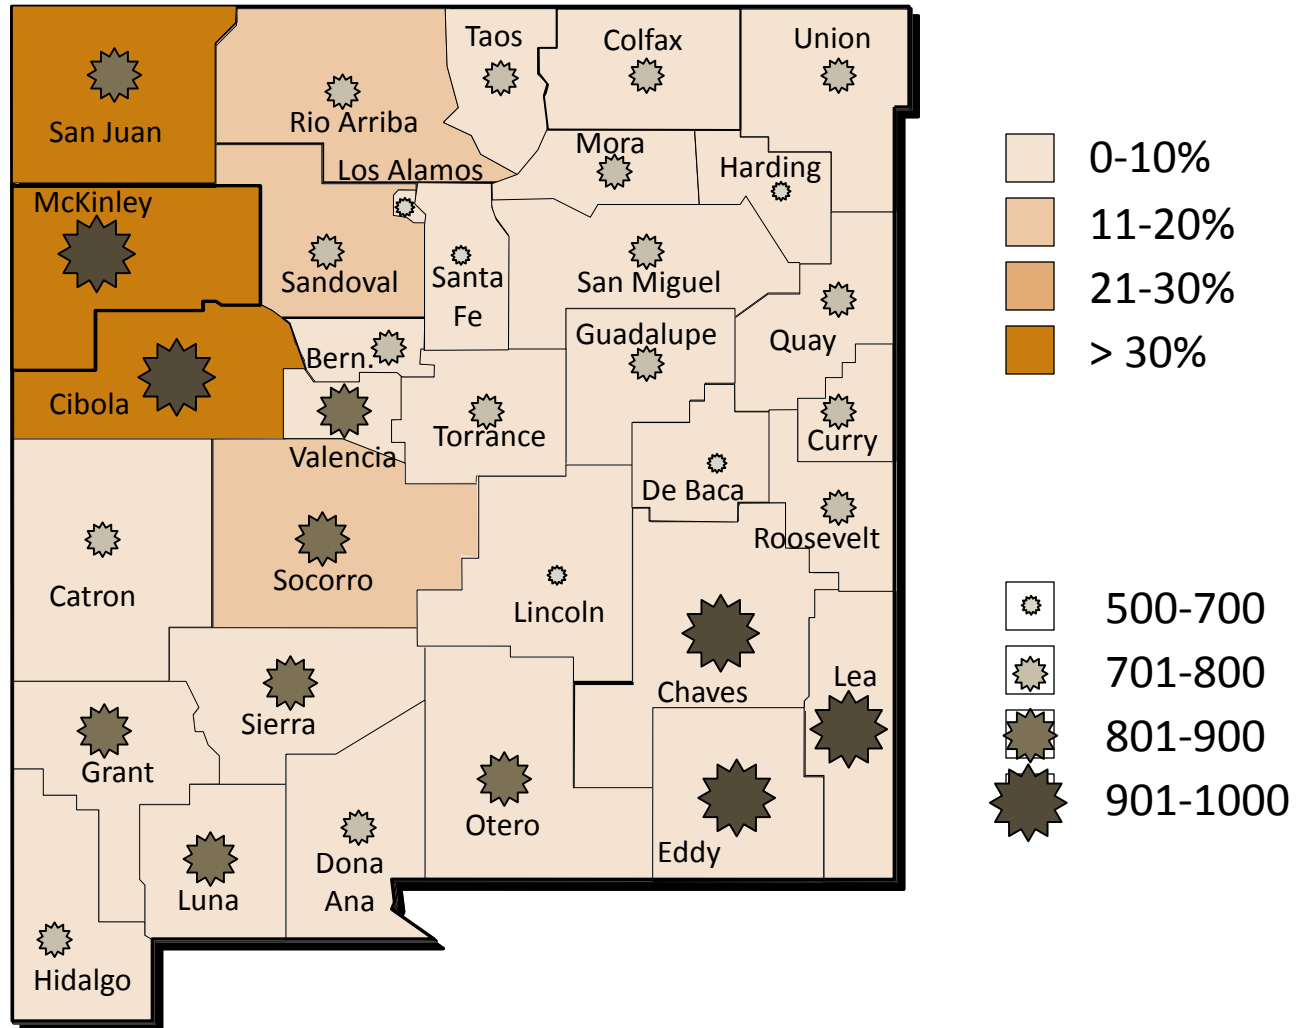 Taos
Colfax
Union
San Juan
Rio Arriba
Mora
Harding
Los Alamos
McKinley
Sandoval
Santa
Fe
San Miguel
Guadalupe
Quay
Bern.
Cibola
Valencia
Torrance
Curry
De Baca
Roosevelt
Catron
Socorro
Lincoln
Chaves
Lea
Sierra
Grant
Otero
Eddy
Luna
Dona
Ana
Hidalgo
0-10%
11-20%
21-30%
> 30%
500-700
701-800
801-900
901-1000